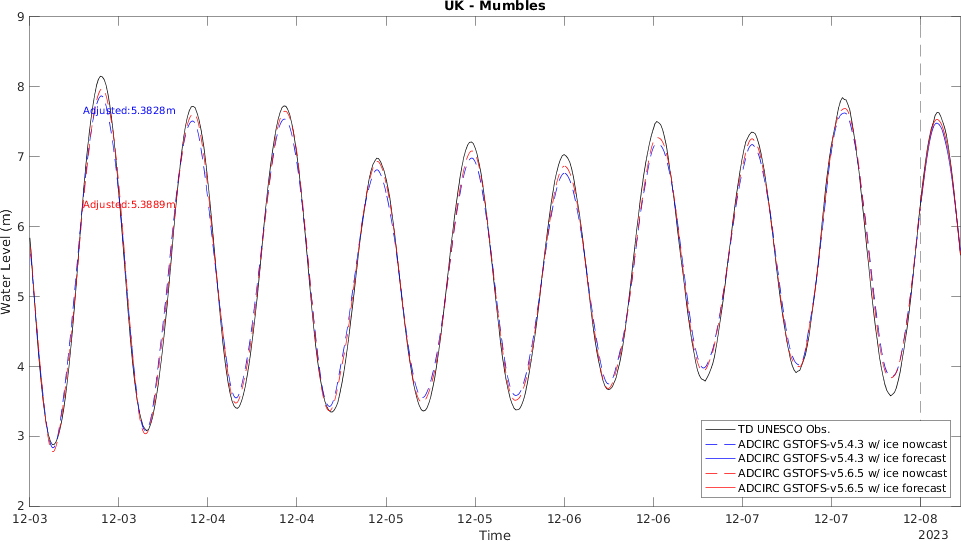 UK - Mumbles
9
8
7
6
5
4
3
2
Water Level (m)
Adjusted:5.3828m
Adjusted:5.3889m
TD UNESCO Obs.
ADCIRC GSTOFS-v5.4.3 w/ ice nowcast
ADCIRC GSTOFS-v5.4.3 w/ ice forecast
ADCIRC GSTOFS-v5.6.5 w/ ice nowcast
ADCIRC GSTOFS-v5.6.5 w/ ice forecast
12-03 12-03 12-04 12-04 12-05 12-05 12-06 12-06 12-07 12-07 12-08
Time
2023